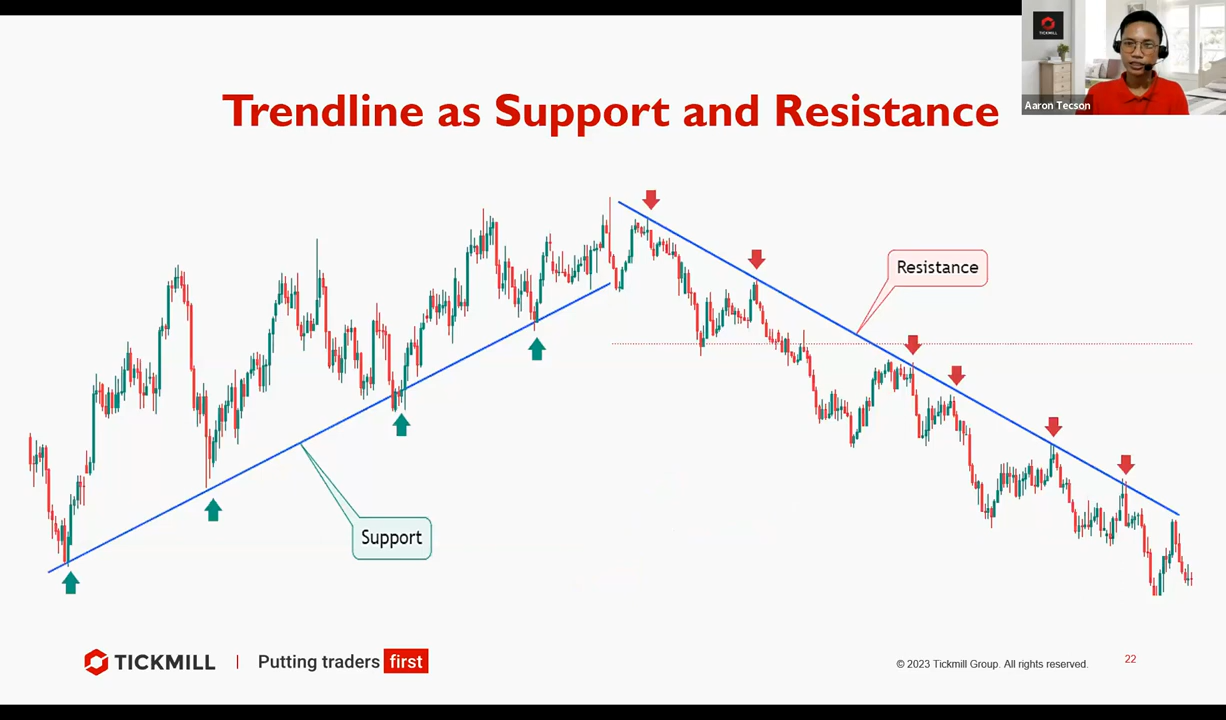 TICKMILL
Aaron Tecson
Trendline as Support and Resistance
Resistance
Support
TICKMILL | Putting traders first
© 2023 Tickmill Group. All rights reserved.
22